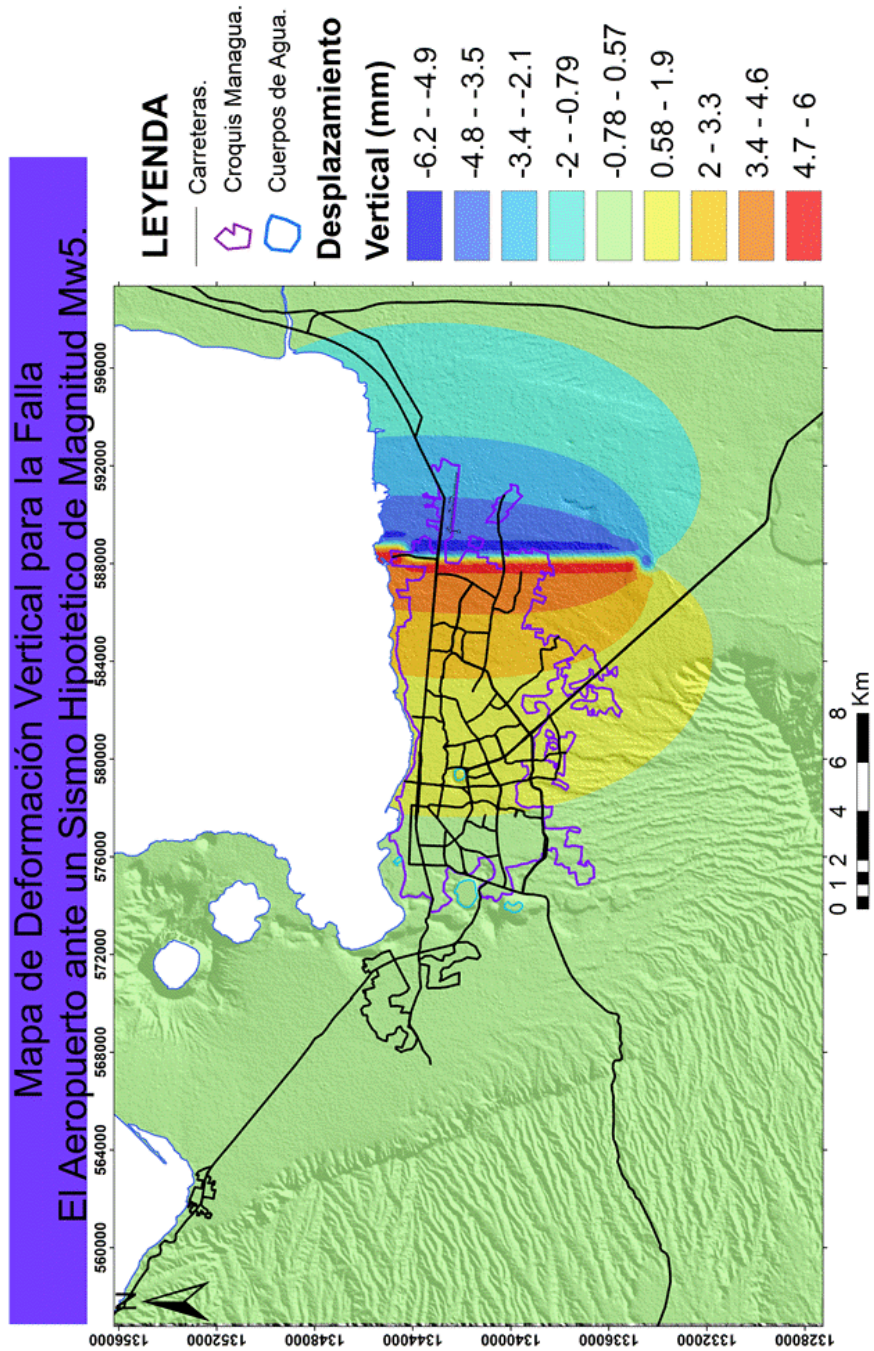 Mapa de Deformación Vertical para la Falla
El Aeropuerto ante un Sismo Hipotetico de Magnitud Mw5.
560000 564000 568000 572000 576000 580000 584000 588000 592000 596000
1356000
1352000
1348000
1344000
1340000
1336000
1332000
1328000
N
LEYENDA
Carreteras.
Croquis Managua.
Cuerpos de Agua.
Desplazamiento
Vertical (mm)
-6.2 - -4.9
-4.8 - -3.5
-3.4 - -2.1
-2 - -0.79
-0.78 - 0.57
0.58 - 1.9
2 - 3.3
3.4 - 4.6
4.7 - 6
0 1 2 4 6 8
Km